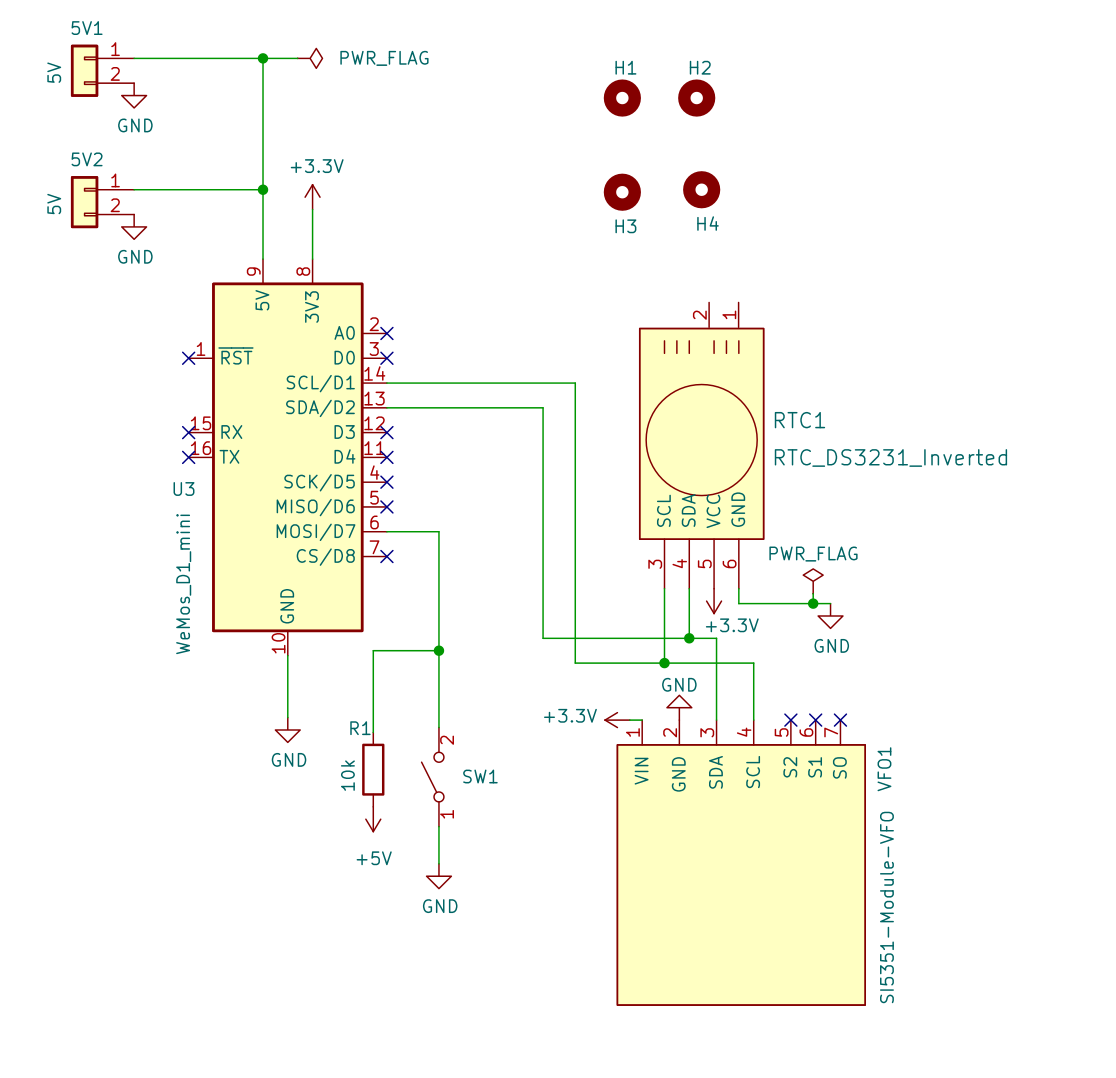 5V1
5V
1
2
PWR_FLAG
GND
H1
H2
5V2
5V
1
2
GND
+3.3V
H3
H4
9
8
5V
3V3
1
RST
15
RX
16
TX
A0
2
D0
3
SCL/D1
14
SDA/D2
13
D3
12
D4
11
SCK/D5
4
MISO/D6
5
MOSI/D7
6
CS/D8
7
U3
WeMos_D1_mini
GND
10
GND
2
1
RTC1
RTC_DS3231_Inverted
SCL
SDA
VCC
GND
3
4
5
6
+3.3V
PWR_FLAG
GND
R1
10k
+5V
2
SW1
1
GND
+3.3V
GND
1
2
3
4
5
6
7
VIN
GND
SDA
SCL
S2
S1
S0
VFO1
SI5351-Module-VFO